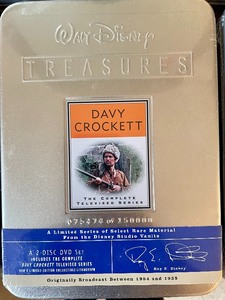 WALT DISNEY
TREASURES
DAVY
CROCKETT
THE COMPLETE
TELEVISED SERIES
A Limited Series of Select Rare Material
From the Disney Studio Vaults
A 2-DISC DVD SET
INCLUDES THE COMPLETE
DAVY CROCKETT TELEVISED SERIES
Roy E. Disney
Originally Broadcast Between 1954 and 1955